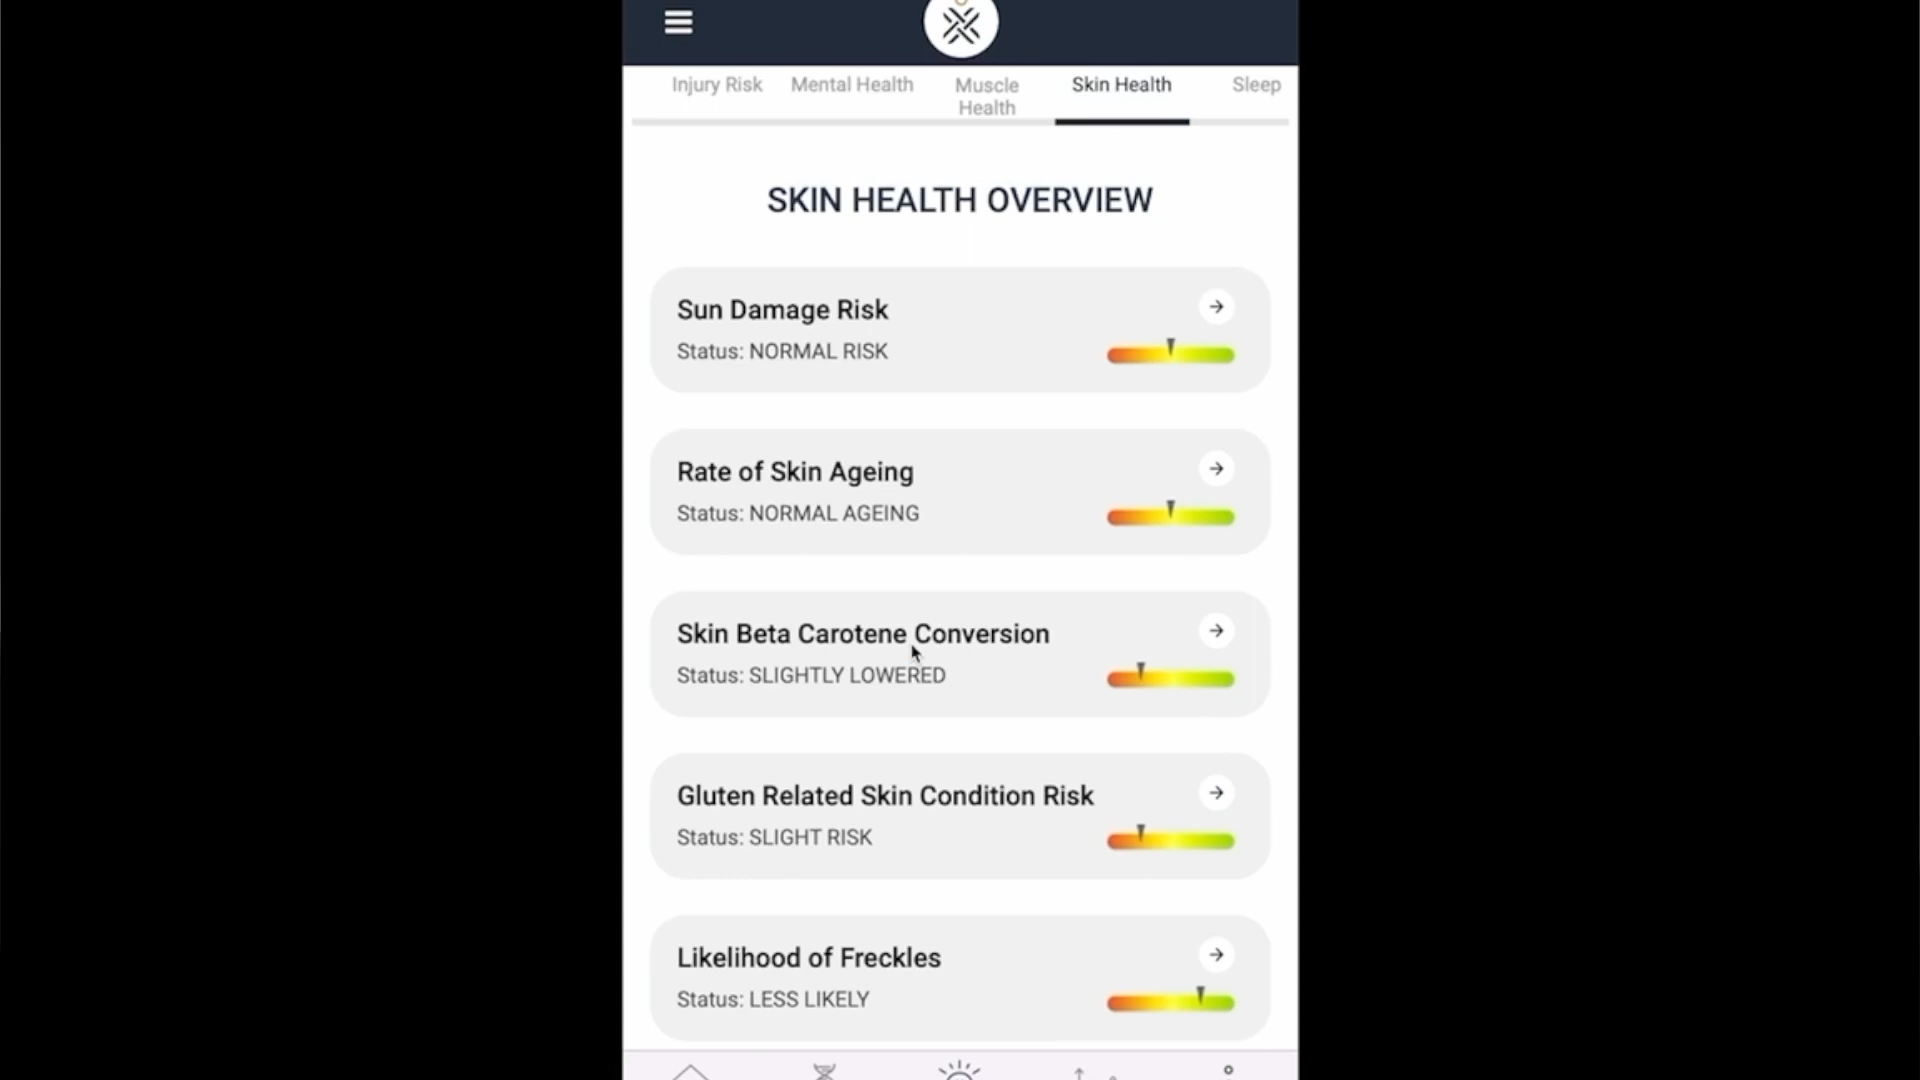 Injury Risk
Mental Health
Muscle
Health
Skin Health
Sleep
SKIN HEALTH OVERVIEW
Sun Damage Risk
Status: NORMAL RISK
Rate of Skin Ageing
Status: NORMAL AGEING
Skin Beta Carotene Conversion
Status: SLIGHTLY LOWERED
Gluten Related Skin Condition Risk
Status: SLIGHT RISK
Likelihood of Freckles
Status: LESS LIKELY